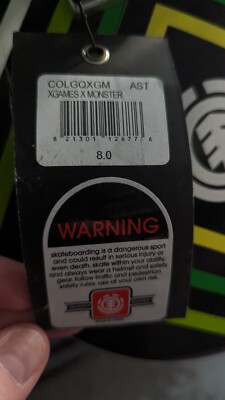 COLGQXGM AST
XGAMES X MONSTER
8.0
WARNING
skateboarding is a dangerous sport
and could result in serious injury or
even death. skate within your ability,
and always wear a helmet and safety
gear. follow traffic and pedestrian
safety rules. use at your own risk.